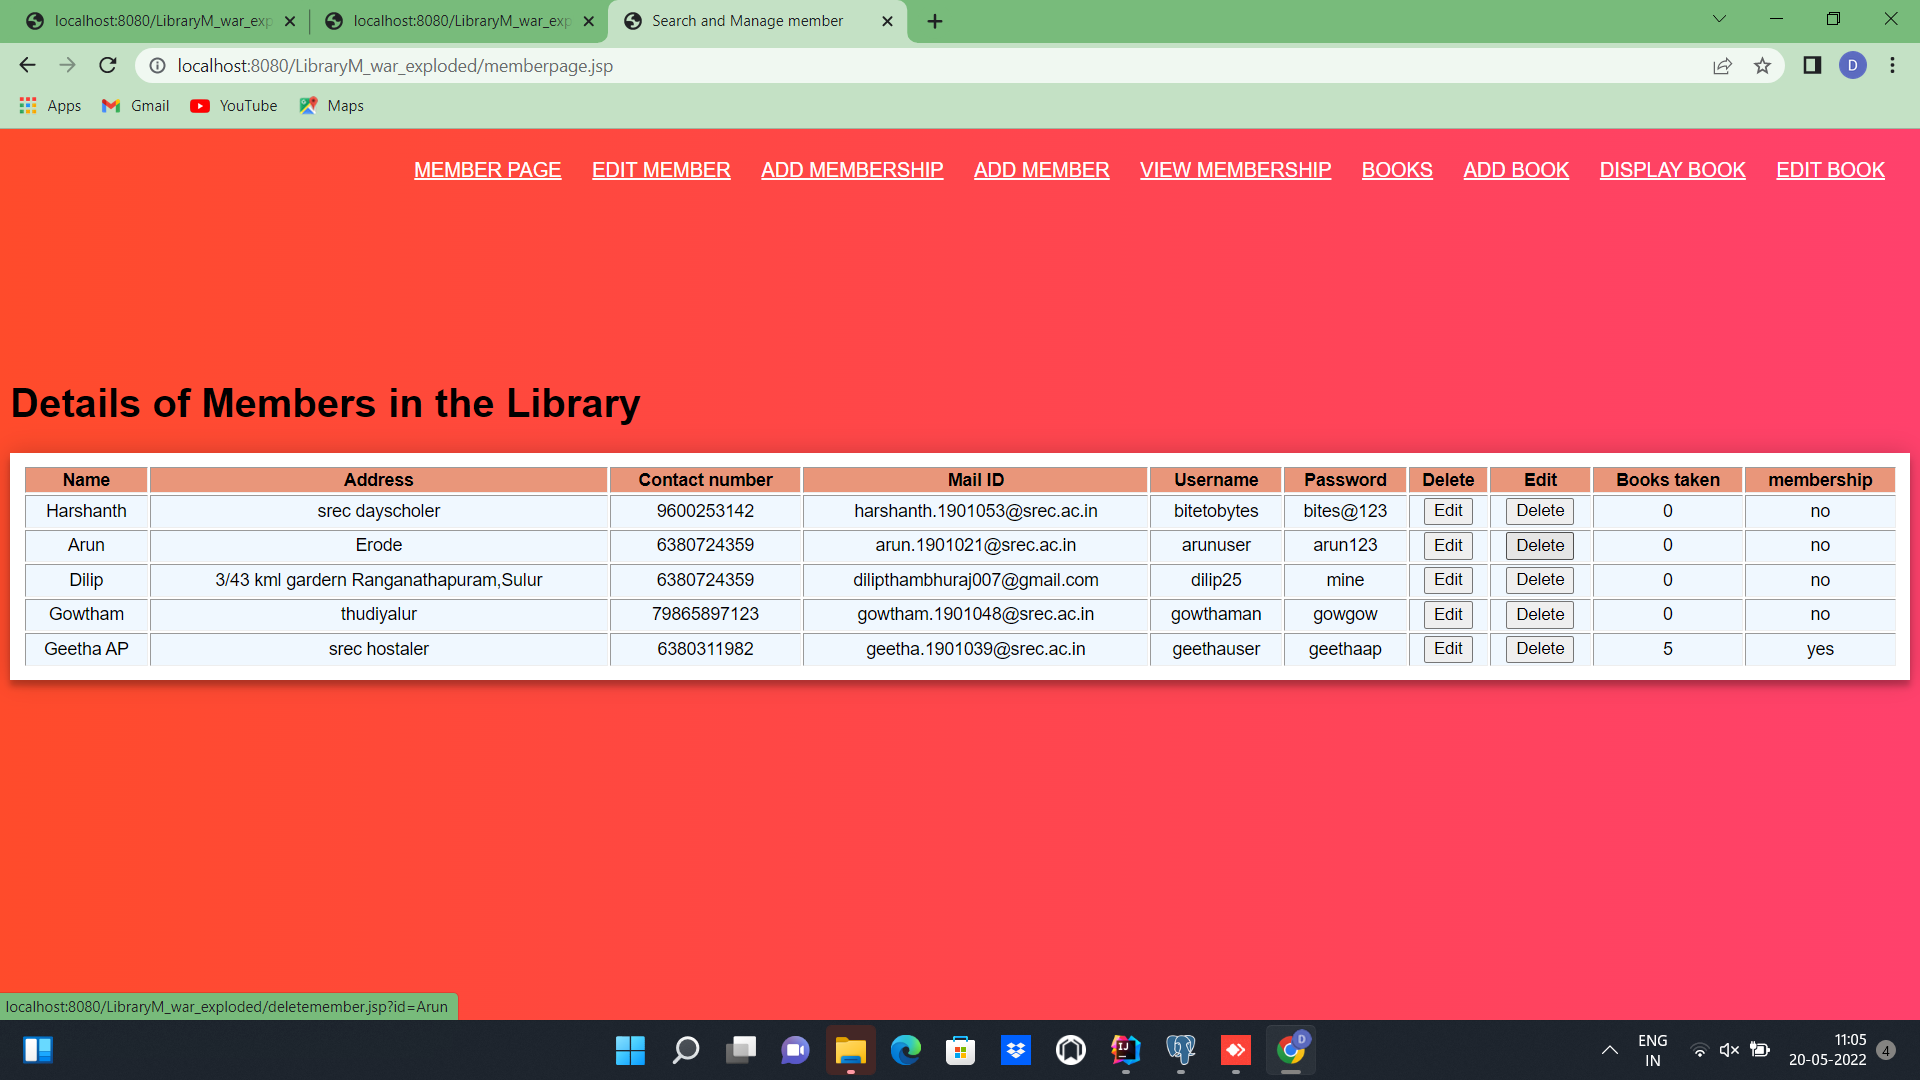 localhost:8080/LibraryM_war_exp localhost:8080/LibraryM_war_exp Search and Manage member
localhost:8080/LibraryM_war_exploded/memberpage.jsp D
Apps Gmail YouTube Maps
MEMBER PAGE EDIT MEMBER ADD MEMBERSHIP ADD MEMBER VIEW MEMBERSHIP BOOKS ADD BOOK DISPLAY BOOK EDIT BOOK
Details of Members in the Library
Name Address Contact number Mail ID Username Password Delete Edit Books taken membership
Harshanth srec dayscholer 9600253142 harshanth.1901053@srec.ac.in bitetobytes bites@123 Edit Delete 0 no
Arun Erode 6380724359 arun.1901021@srec.ac.in arunuser arun123 Edit Delete 0 no
Dilip 3/43 kml gardern Ranganathapuram,Sulur 6380724359 dilipthambhuraj007@gmail.com dilip25 mine Edit Delete 0 no
Gowtham thudiyalur 79865897123 gowtham.1901048@srec.ac.in gowthaman gowgow Edit Delete 0 no
Geetha AP srec hostaler 6380311982 geetha.1901039@srec.ac.in geethauser geethaap Edit Delete 5 yes
localhost:8080/LibraryM_war_exploded/deletemember.jsp?id=Arun
IJ D
ENG
IN
11:05
20-05-2022
4